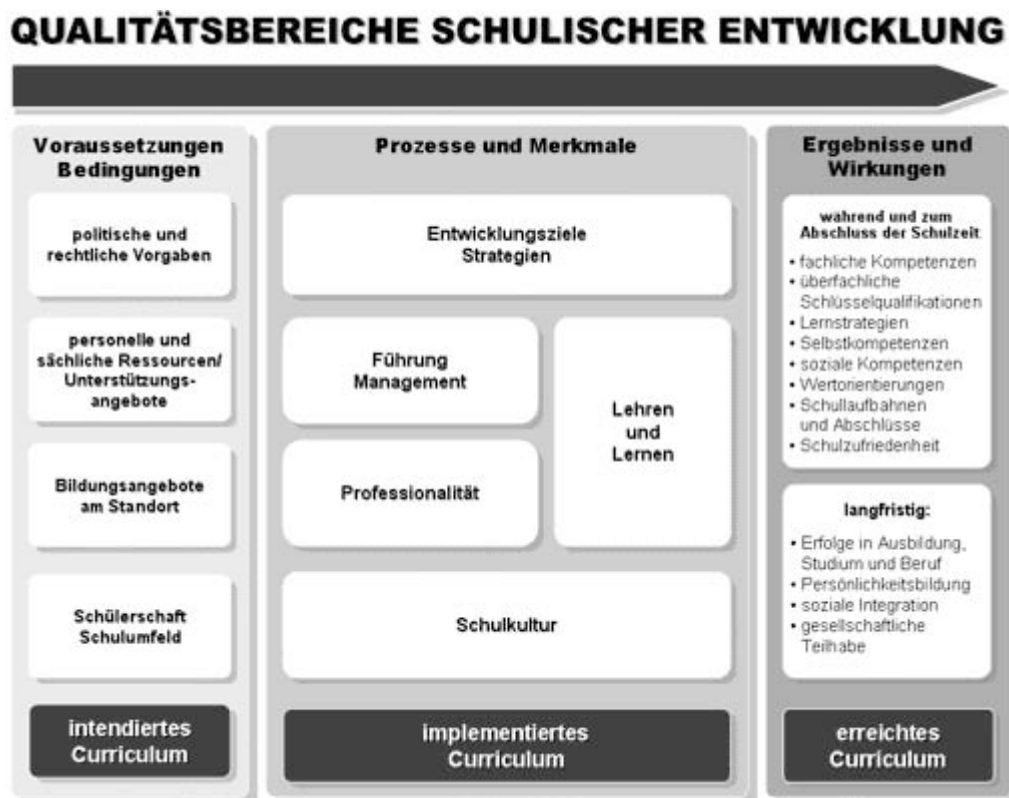 QUALITÄTSBEREICHE SCHULISCHER ENTWICKLUNG
Voraussetzungen
Bedingungen
politische und
rechtliche Vorgaben
personelle und
sächliche Ressourcen/
Unterstützungs-
angebote
Bildungsangebote
am Standort
Schülerschaft
Schulumfeld
intendiertes
Curriculum
Prozesse und Merkmale
Entwicklungsziele
Strategien
Führung
Management
Professionalität
Lehren
und
Lernen
Schulkultur
implementiertes
Curriculum
Ergebnisse und
Wirkungen
während und zum
Abschluss der Schulzeit
• fachliche Kompetenzen
• überfachliche
Schlüsselqualifikationen
• Lernstrategien
• Selbstkompetenzen
• soziale Kompetenzen
• Wertorientierungen
• Schullaufbahnen
und Abschlüsse
• Schulzufriedenheit
langfristig:
• Erfolge in Ausbildung,
Studium und Beruf
• Persönlichkeitsbildung
• soziale Integration
• gesellschaftliche
Teilhabe
erreichtes
Curriculum